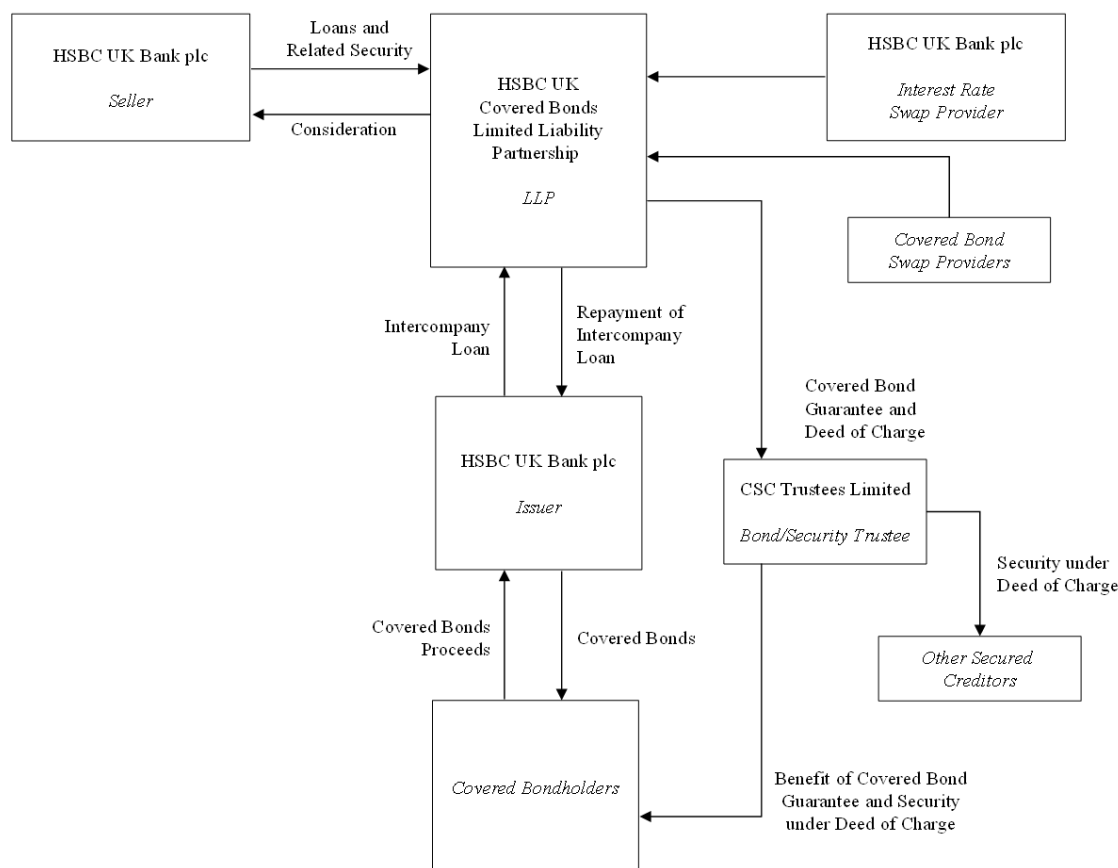 HSBC UK Bank plc
Seller
Loans and
Related Security
Consideration
HSBC UK
Covered Bonds
Limited Liability
Partnership
LLP
HSBC UK Bank plc
Interest Rate
Swap Provider
Covered Bond
Swap Providers
Intercompany
Loan
Repayment of
Intercompany
Loan
Covered Bond
Guarantee and
Deed of Charge
HSBC UK Bank plc
Issuer
CSC Trustees Limited
Bond/Security Trustee
Security under
Deed of Charge
Covered Bonds
Proceeds
Covered Bonds
Other Secured
Creditors
Covered Bondholders
Benefit of Covered Bond
Guarantee and Security
under Deed of Charge